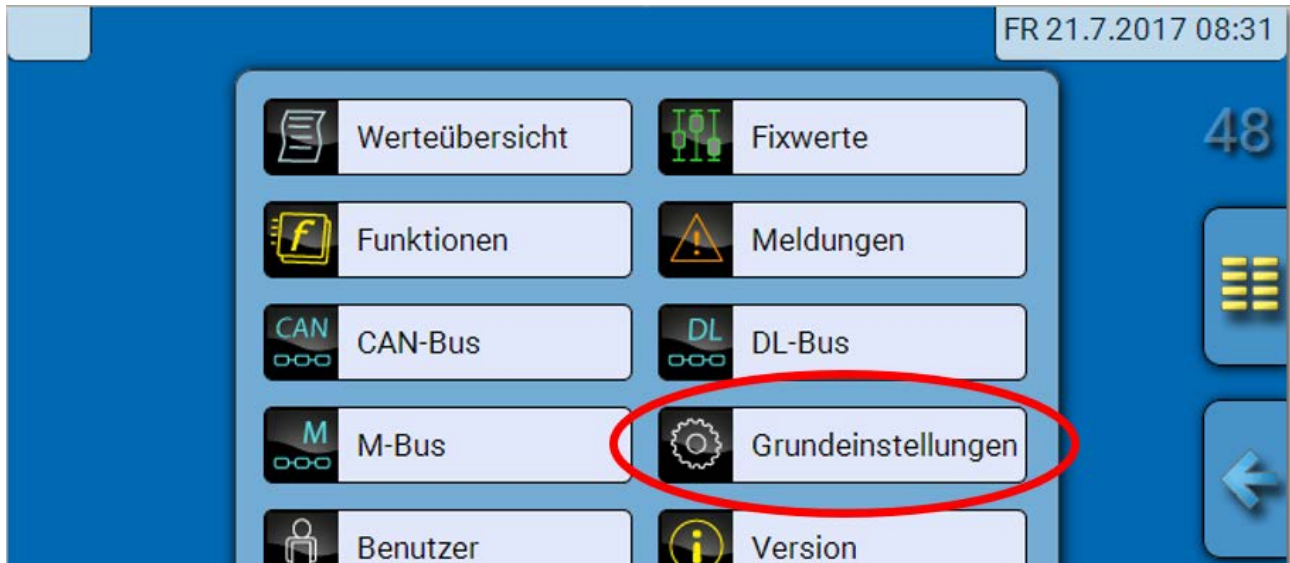 FR 21.7.2017 08:31
48
Werteübersicht
Fixwerte
f
Funktionen
Meldungen
CAN
CAN-Bus
DL
DL-Bus
M
M-Bus
Grundeinstellungen
Benutzer
Version